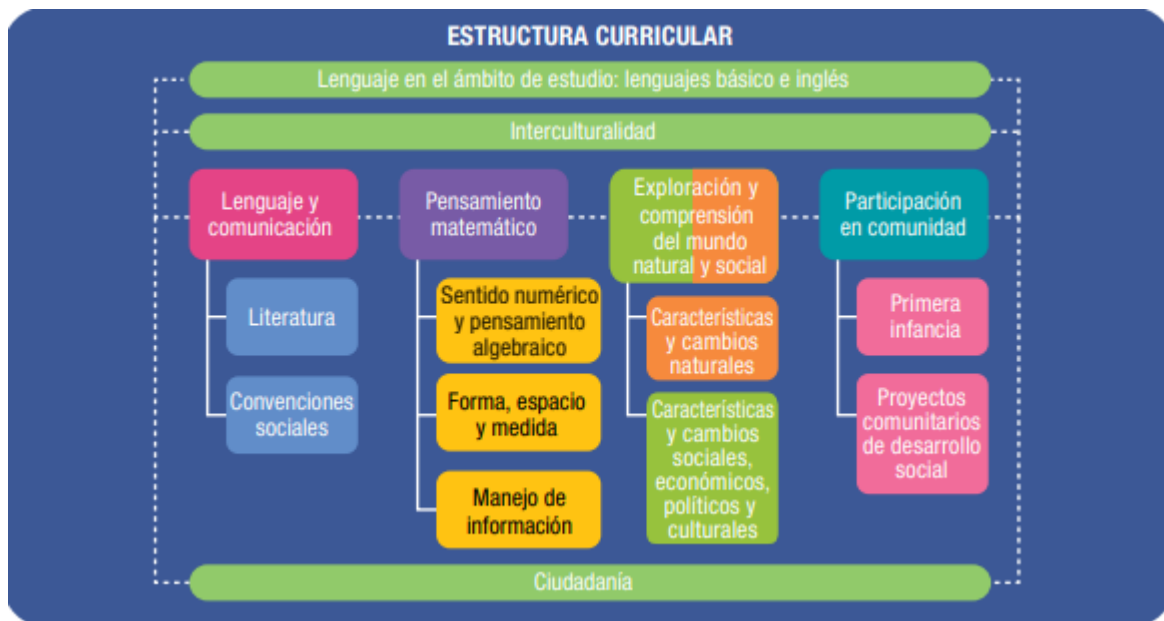 ESTRUCTURA CURRICULAR
Lenguaje en el ámbito de estudio: lenguajes básico e inglés
Interculturalidad
Lenguaje y
comunicación
Literatura
Convenciones
sociales
Pensamiento
matemático
Sentido numérico
y pensamiento
algebraico
Forma, espacio
y medida
Manejo de
información
Exploración y
comprensión
del mundo
natural y social
Características
y cambios
naturales
Características
y cambios
sociales,
económicos,
políticos y
culturales
Participación
en comunidad
Primera
infancia
Proyectos
comunitarios
de desarrollo
social
Ciudadanía